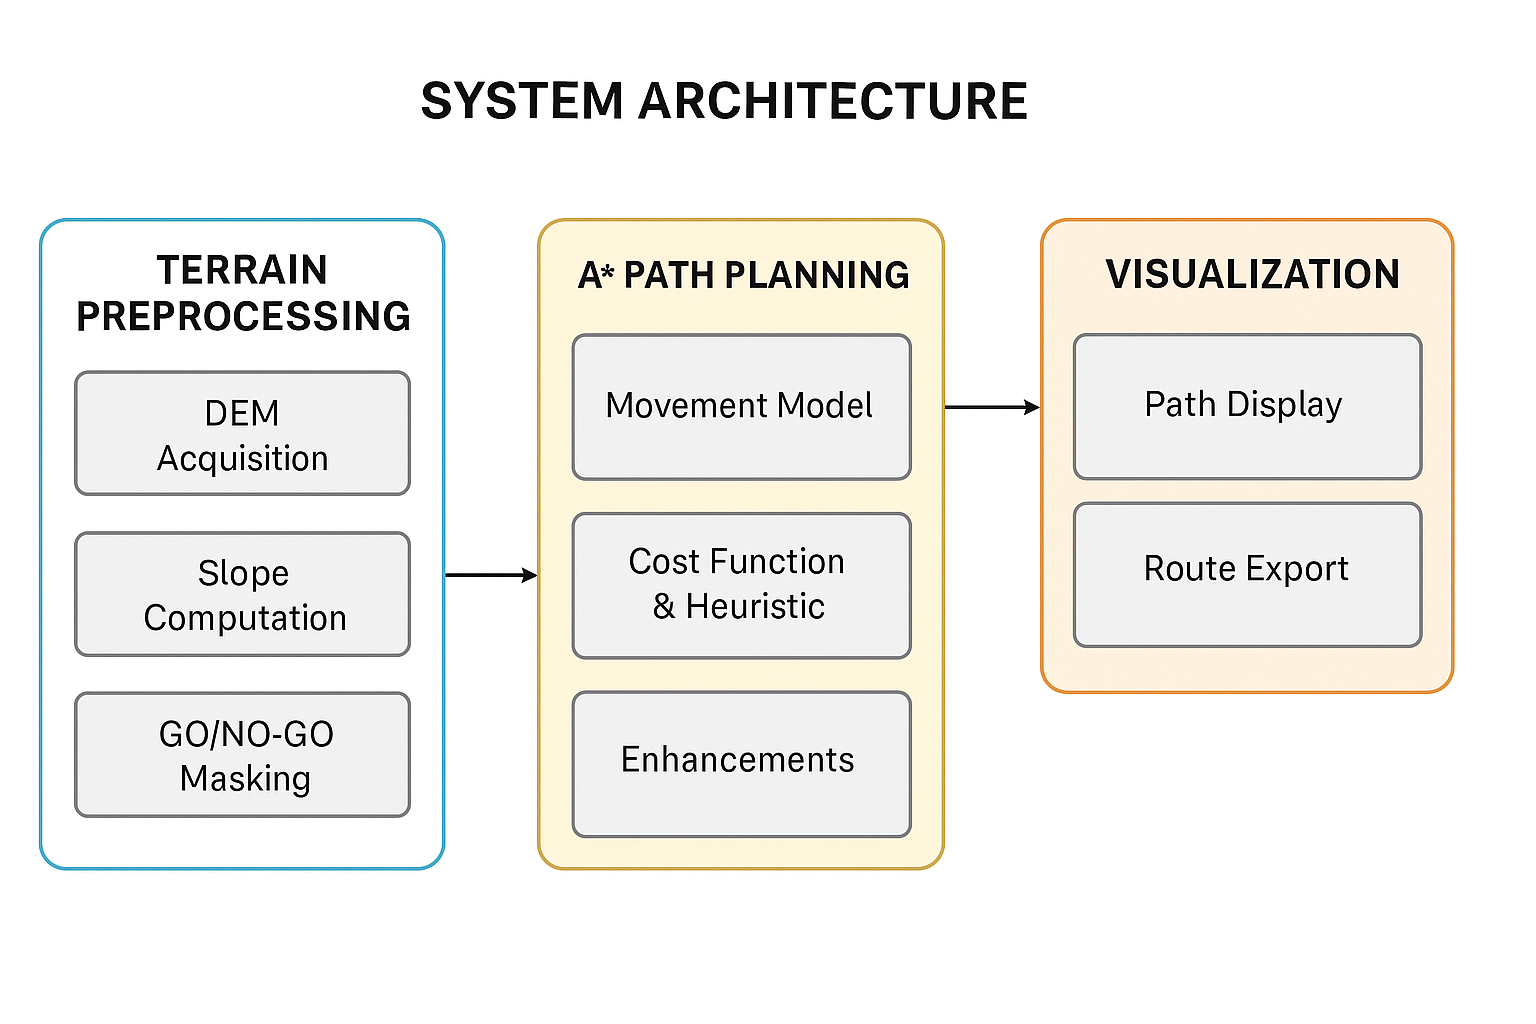 SYSTEM ARCHITECTURE
TERRAIN
PREPROCESSING
DEM
Acquisition
Slope
Computation
GO/NO-GO
Masking
A* PATH PLANNING
Movement Model
Cost Function
& Heuristic
Enhancements
VISUALIZATION
Path Display
Route Export